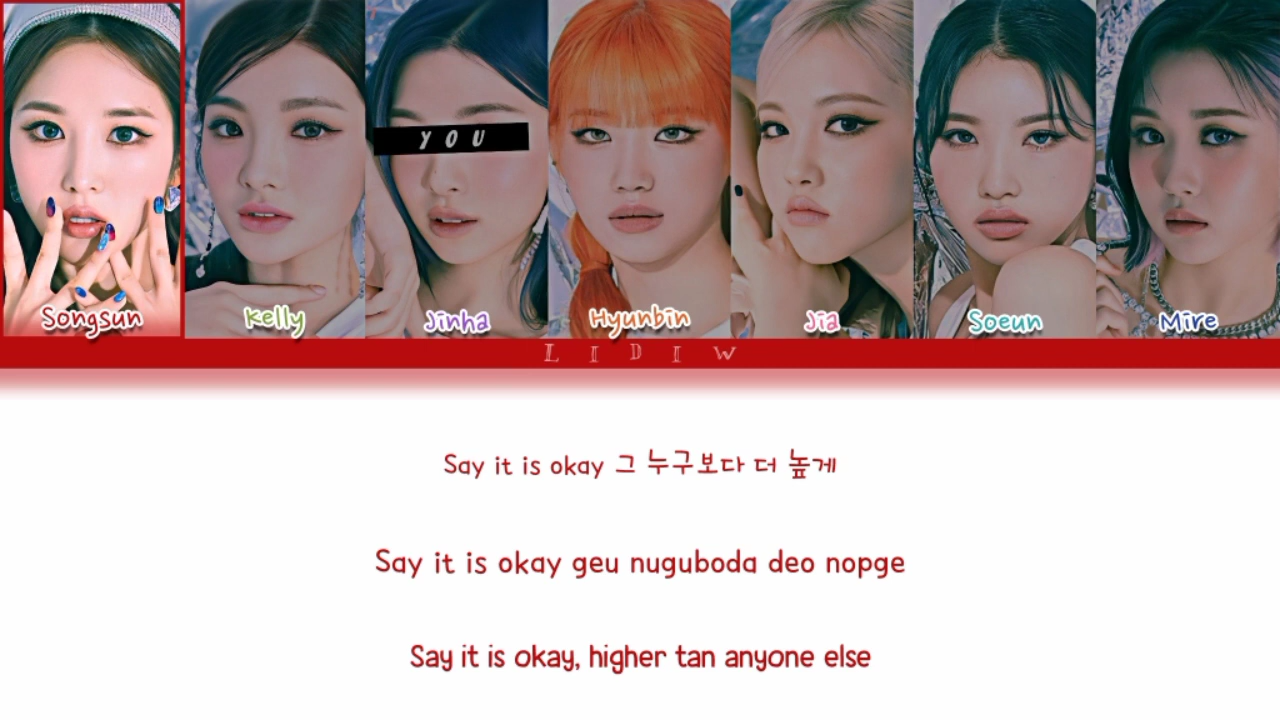 YOU
Songsun
Kelly
Jinha
Hyunbin
Jia
Soeun
Mire
LIDIW
Say it is okay 그 누구보다 더 높게
Say it is okay geu nuguboda deo nopge
Say it is okay, higher tan anyone else